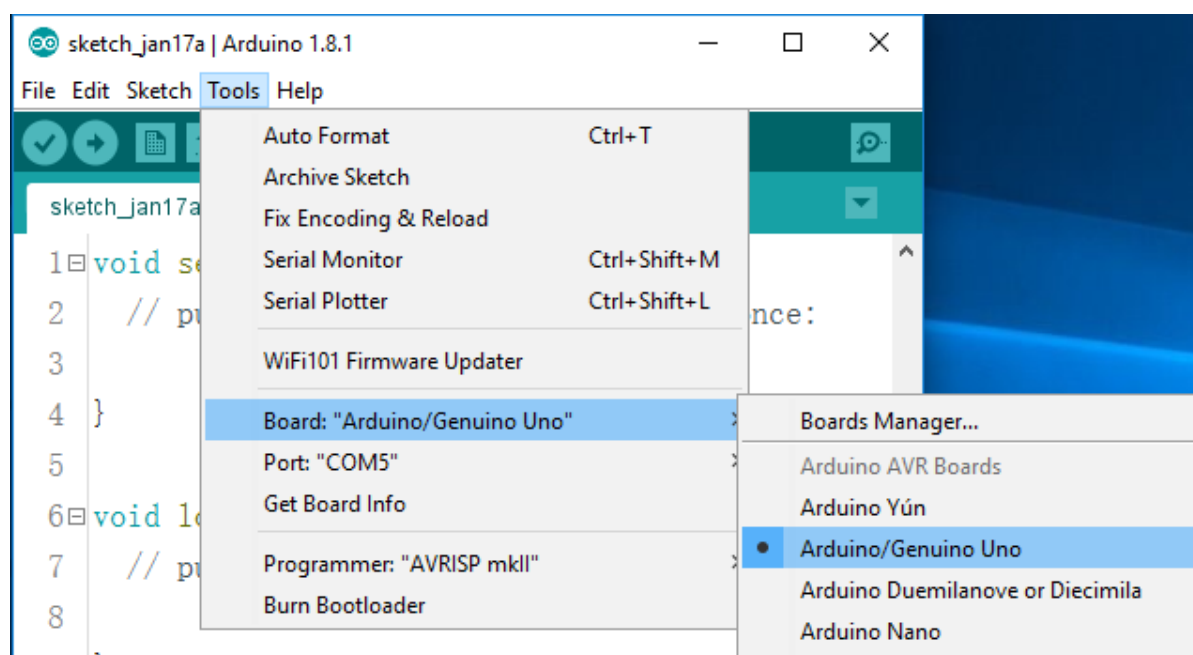 sketch_jan17a | Arduino 1.8.1
File Edit Sketch Tools Help
Auto Format Ctrl+T
Archive Sketch
sketch_jan17a
Fix Encoding & Reload
Serial Monitor Ctrl+Shift+M
Serial Plotter Ctrl+Shift+L
WiFi101 Firmware Updater
Board: "Arduino/Genuino Uno"
Port: "COM5"
Get Board Info
Programmer: "AVRISP mkII"
Burn Bootloader
Boards Manager...
Arduino AVR Boards
Arduino Yún
Arduino/Genuino Uno
Arduino Duemilanove or Diecimila
Arduino Nano
1 void se
2 // pu nce:
3
4 }
5
6 void lo
7 // pu
8